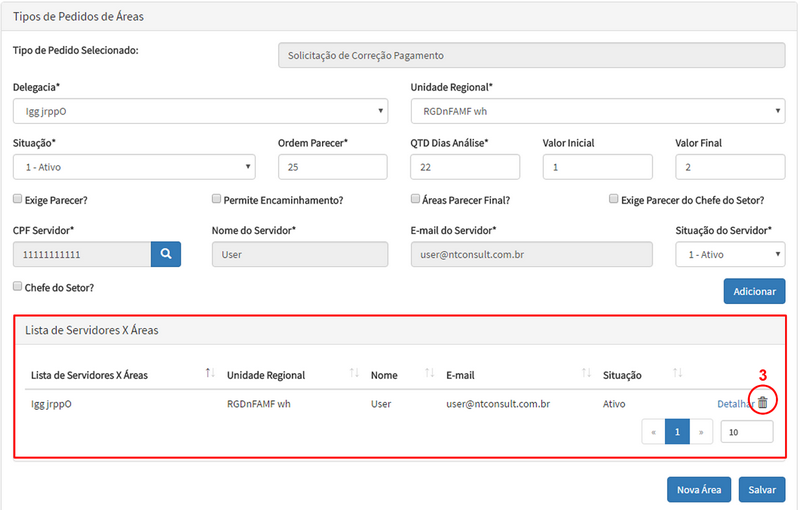 Tipos de Pedidos de Áreas
Tipo de Pedido Selecionado: Solicitação de Correção Pagamento
Delegacia* Unidade Regional*
Igg jrppO RGDnFAMF wh
Situação* Ordem Parecer* QTD Dias Análise* Valor Inicial Valor Final
1 - Ativo 25 22 1 2
Exige Parecer? Permite Encaminhamento? Áreas Parecer Final? Exige Parecer do Chefe do Setor?
CPF Servidor* Nome do Servidor* E-mail do Servidor* Situação do Servidor*
11111111111 User user@ntconsult.com.br 1 - Ativo
Chefe do Setor? Adicionar
Lista de Servidores X Áreas
3
Lista de Servidores X Áreas Unidade Regional Nome E-mail Situação
Igg jrppO RGDnFAMF wh User user@ntconsult.com.br Ativo Detalhar
« 1 » 10
Nova Área Salvar